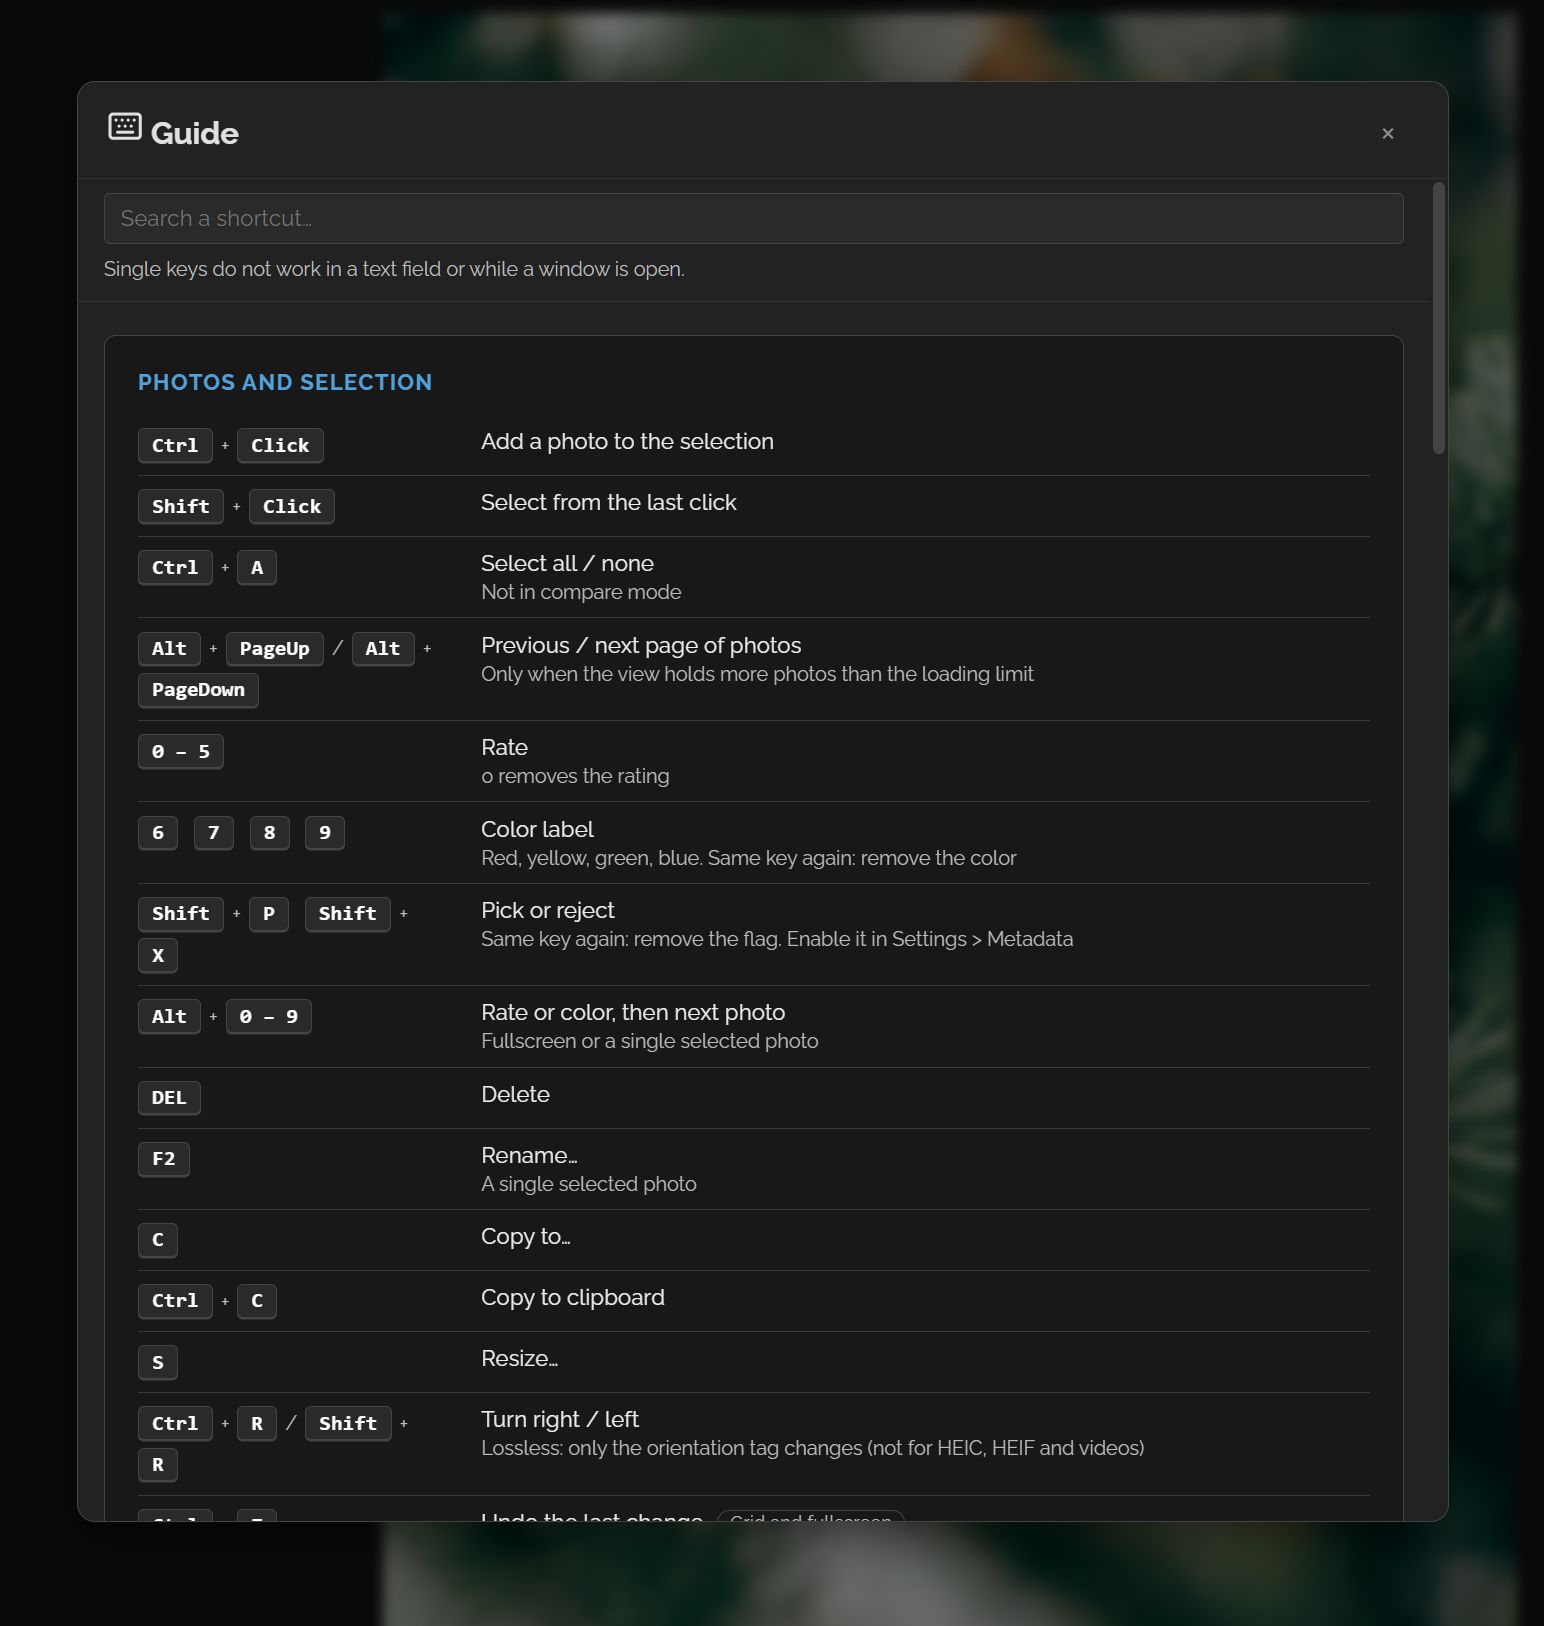 Guide
×
Search a shortcut…
Single keys do not work in a text field or while a window is open.
PHOTOS AND SELECTION
Ctrl + Click Add a photo to the selection
Shift + Click Select from the last click
Ctrl + A Select all / none
Not in compare mode
Alt + PageUp / Alt + Previous / next page of photos
PageDown Only when the view holds more photos than the loading limit
0 – 5 Rate
0 removes the rating
6 7 8 9 Color label
Red, yellow, green, blue. Same key again: remove the color
Shift + P Shift + Pick or reject
X Same key again: remove the flag. Enable it in Settings > Metadata
Alt + 0 – 9 Rate or color, then next photo
Fullscreen or a single selected photo
DEL Delete
F2 Rename…
A single selected photo
C Copy to…
Ctrl + C Copy to clipboard
S Resize…
Ctrl + R / Shift + Turn right / left
R Lossless: only the orientation tag changes (not for HEIC, HEIF and videos)
Undo the last change Grid and fullscreen